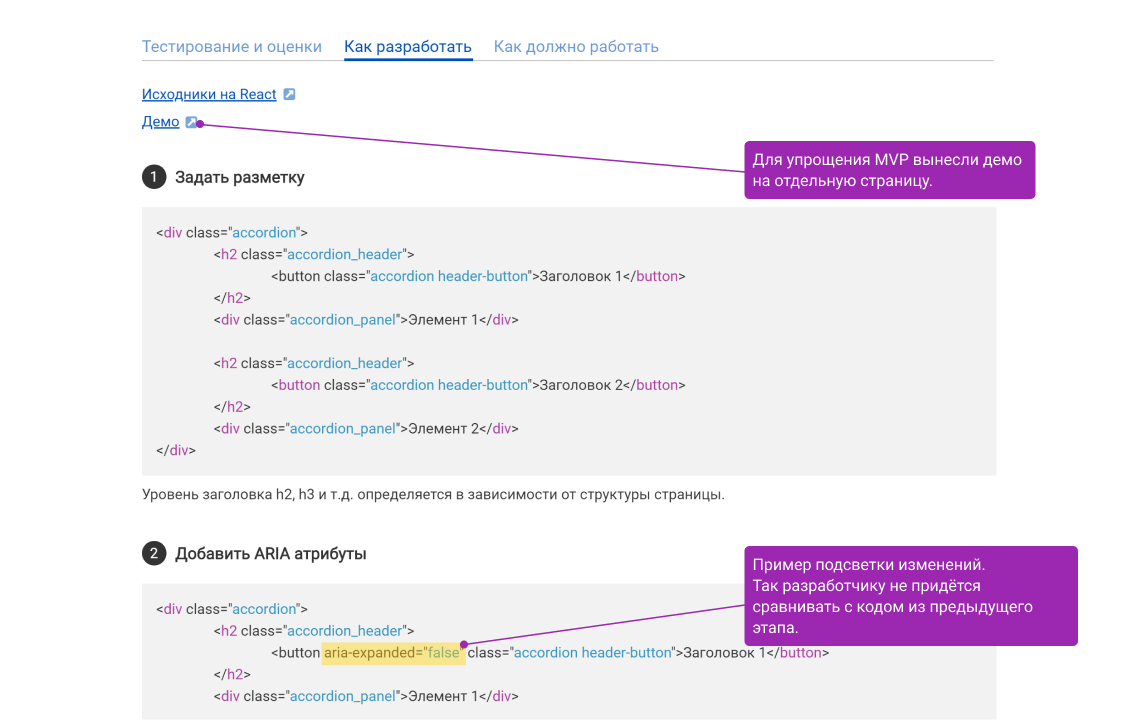 Тестирование и оценки Как разработать Как должно работать
Исходники на React
Демо
Для упрощения MVP вынесли демо
на отдельную страницу.
1 Задать разметку
<div class="accordion">
<h2 class="accordion_header">
<button class="accordion header-button">Заголовок 1</button>
</h2>
<div class="accordion_panel">Элемент 1</div>
<h2 class="accordion_header">
<button class="accordion header-button">Заголовок 2</button>
</h2>
<div class="accordion_panel">Элемент 2</div>
</div>
Уровень заголовка h2, h3 и т.д. определяется в зависимости от структуры страницы.
2 Добавить ARIA атрибуты
Пример подсветки изменений.
Так разработчику не придётся
сравнивать с кодом из предыдущего
этапа.
<div class="accordion">
<h2 class="accordion_header">
<button aria-expanded="false" class="accordion header-button">Заголовок 1</button>
</h2>
<div class="accordion_panel">Элемент 1</div>